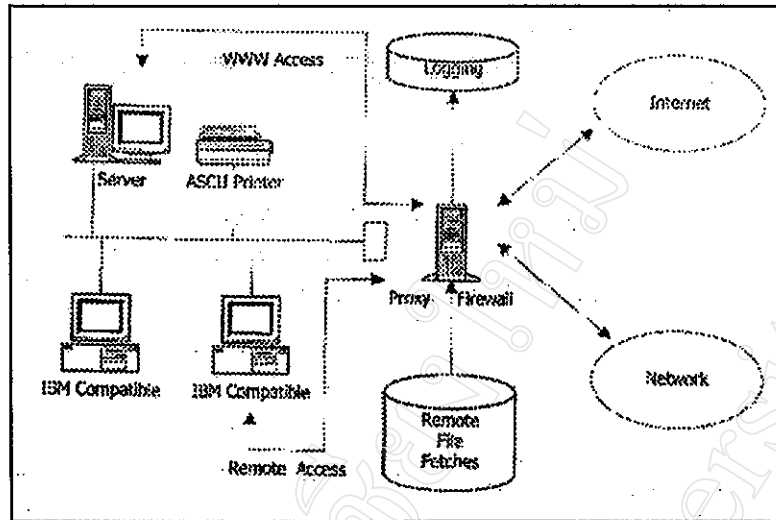 WWW Access
Logging
Internet
Server
ASCII Printer
Proxy Firewall
IBM Compatible
IBM Compatible
Network
Remote
File
Fetches
Remote Access